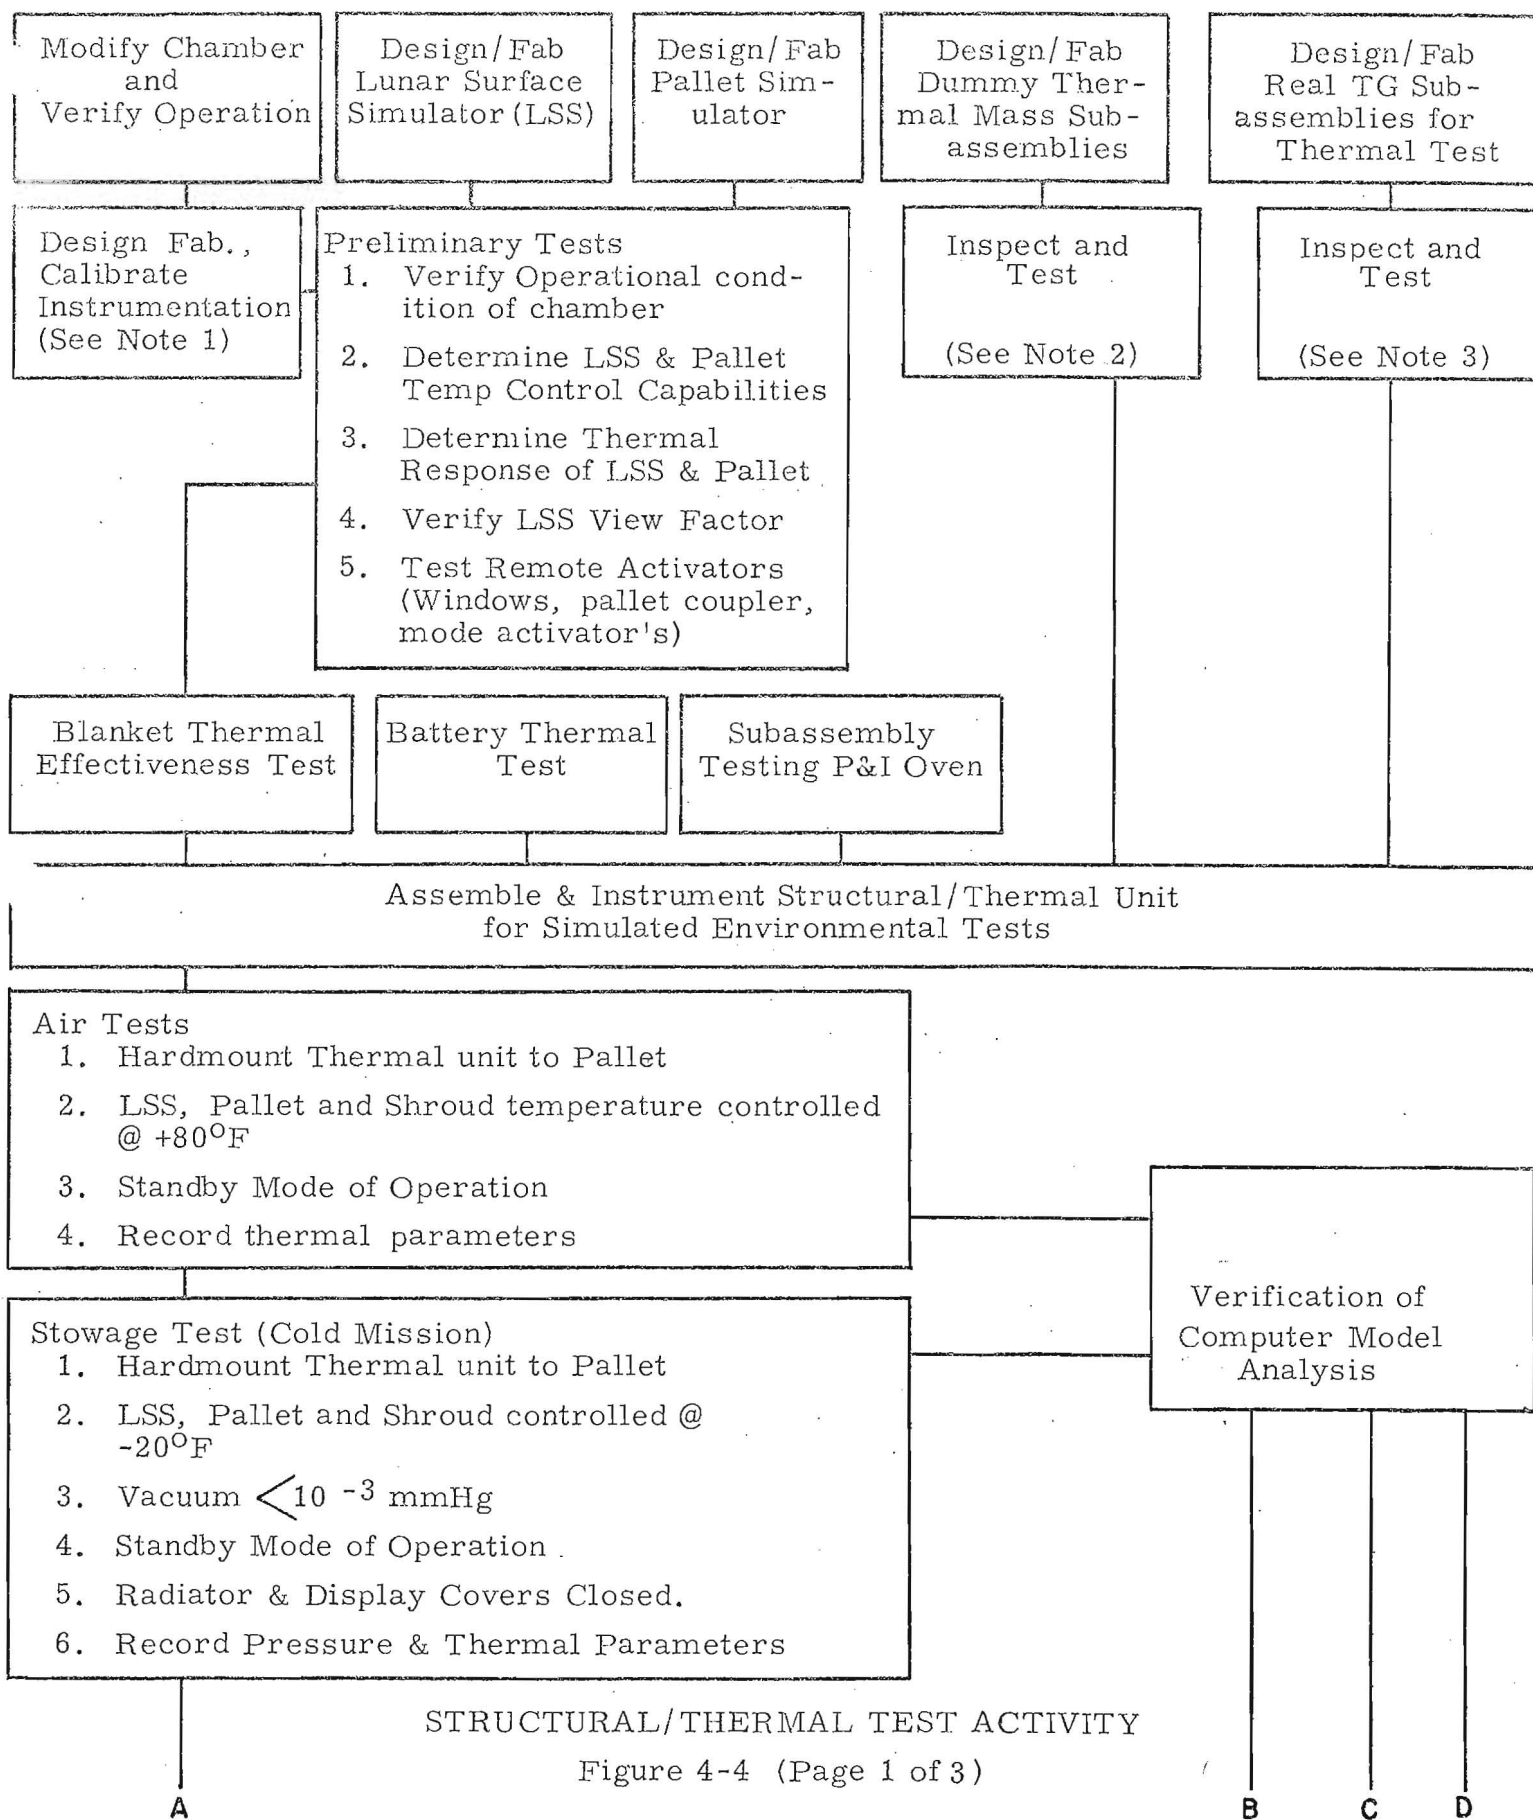 Modify Chamber
and
Verify Operation
Design/Fab
Lunar Surface
Simulator (LSS)
Design/Fab
Pallet Sim-
ulator
Design/Fab
Dummy Ther-
mal Mass Sub-
assemblies
Design/Fab
Real TG Sub-
assemblies for
Thermal Test
Design Fab.,
Calibrate
Instrumentation
(See Note 1)
Preliminary Tests
1. Verify Operational cond-
ition of chamber
2. Determine LSS & Pallet
Temp Control Capabilities
3. Determine Thermal
Response of LSS & Pallet
4. Verify LSS View Factor
5. Test Remote Activators
(Windows, pallet coupler,
mode activator's)
Inspect and
Test
(See Note 2)
Inspect and
Test
(See Note 3)
Blanket Thermal
Effectiveness Test
Battery Thermal
Test
Subassembly
Testing P&I Oven
Assemble & Instrument Structural/Thermal Unit
for Simulated Environmental Tests
Air Tests
1. Hardmount Thermal unit to Pallet
2. LSS, Pallet and Shroud temperature controlled
@ +80°F
3. Standby Mode of Operation
4. Record thermal parameters
Stowage Test (Cold Mission)
1. Hardmount Thermal unit to Pallet
2. LSS, Pallet and Shroud controlled @
-20°F
3. Vacuum <10 -3 mmHg
4. Standby Mode of Operation
5. Radiator & Display Covers Closed.
6. Record Pressure & Thermal Parameters
Verification of
Computer Model
Analysis
STRUCTURAL/THERMAL TEST ACTIVITY
Figure 4-4 (Page 1 of 3)
A
B
C
D